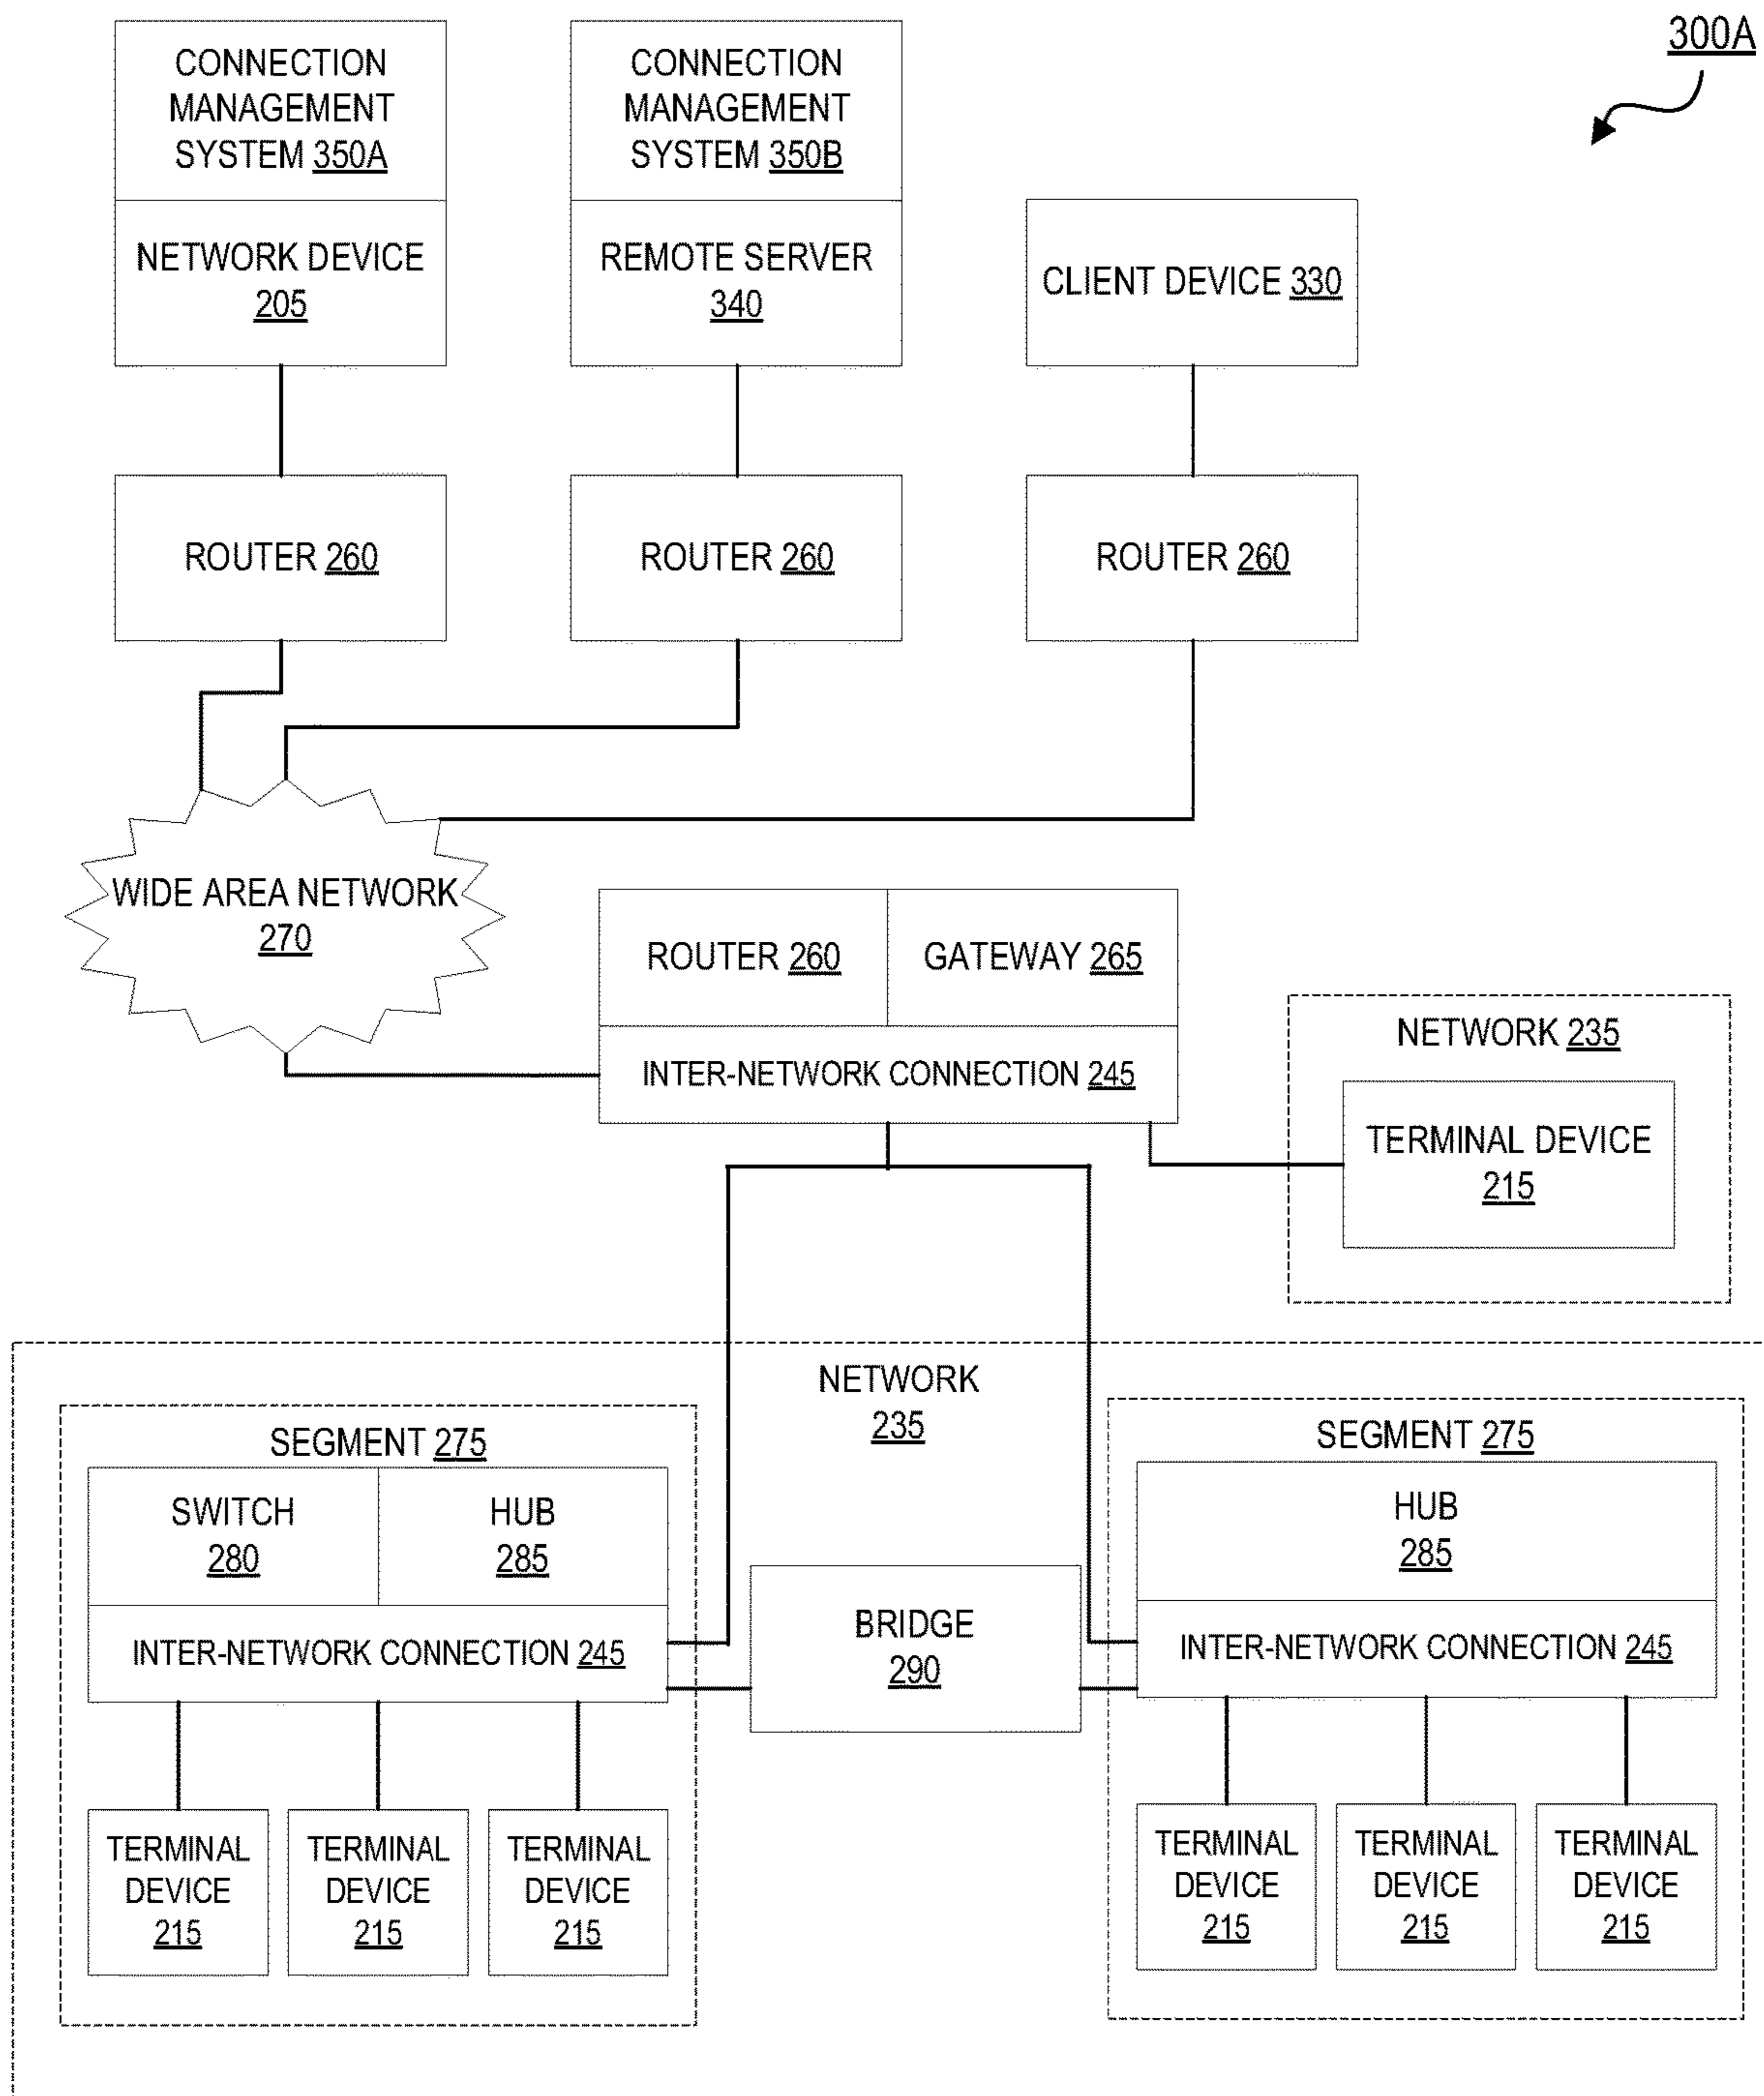 300A
CONNECTION
MANAGEMENT
SYSTEM 350A
NETWORK DEVICE
205
CONNECTION
MANAGEMENT
SYSTEM 350B
REMOTE SERVER
340
CLIENT DEVICE 330
ROUTER 260
ROUTER 260
ROUTER 260
WIDE AREA NETWORK
270
ROUTER 260
GATEWAY 265
INTER-NETWORK CONNECTION 245
NETWORK 235
TERMINAL DEVICE
215
NETWORK
235
SEGMENT 275
SWITCH
280
HUB
285
INTER-NETWORK CONNECTION 245
BRIDGE
290
SEGMENT 275
HUB
285
INTER-NETWORK CONNECTION 245
TERMINAL
DEVICE
215
TERMINAL
DEVICE
215
TERMINAL
DEVICE
215
TERMINAL
DEVICE
215
TERMINAL
DEVICE
215
TERMINAL
DEVICE
215